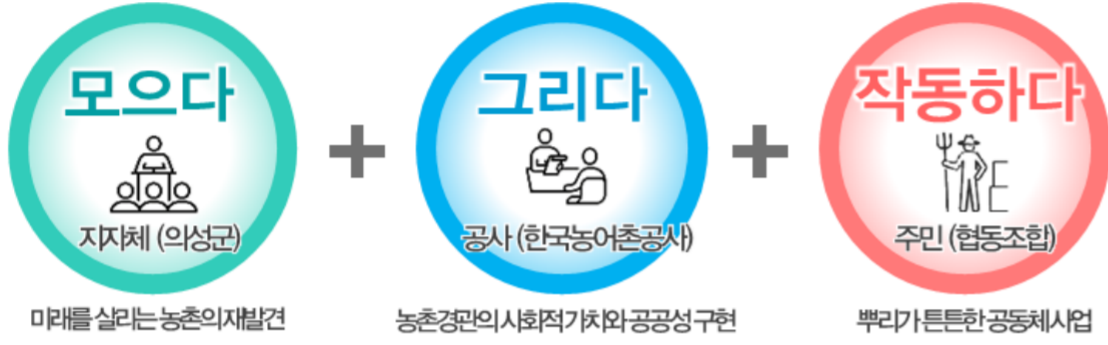 모으다
지자체 (의성군)
미래를 살리는 농촌의 재발견
+
그리다
공사 (한국농어촌공사)
농촌경관의 사회적 가치와 공공성 구현
+
작동하다
주민 (협동조합)
뿌리가 튼튼한 공동체 사업